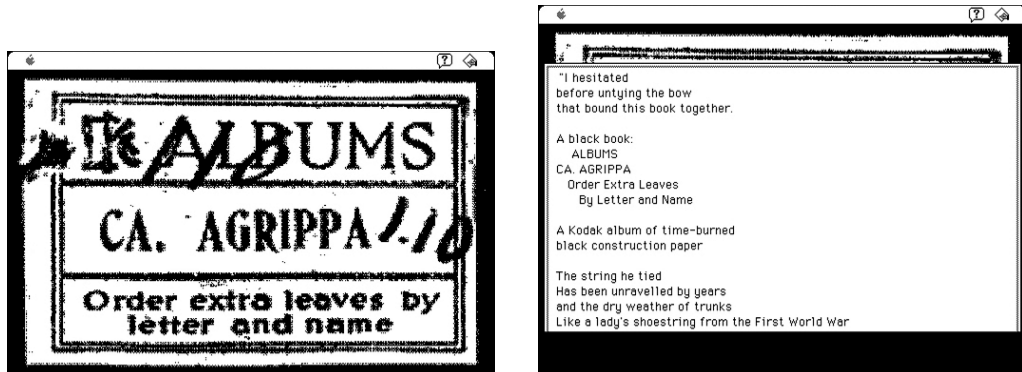 ALBUMS
CA. AGRIPPA
Order extra leaves by
letter and name
"I hesitated
before untying the bow
that bound this book together.
A black book:
ALBUMS
CA. AGRIPPA
Order Extra Leaves
By Letter and Name
A Kodak album of time-burned
black construction paper
The string he tied
Has been unravelled by years
and the dry weather of trunks
Like a lady's shoestring from the First World War